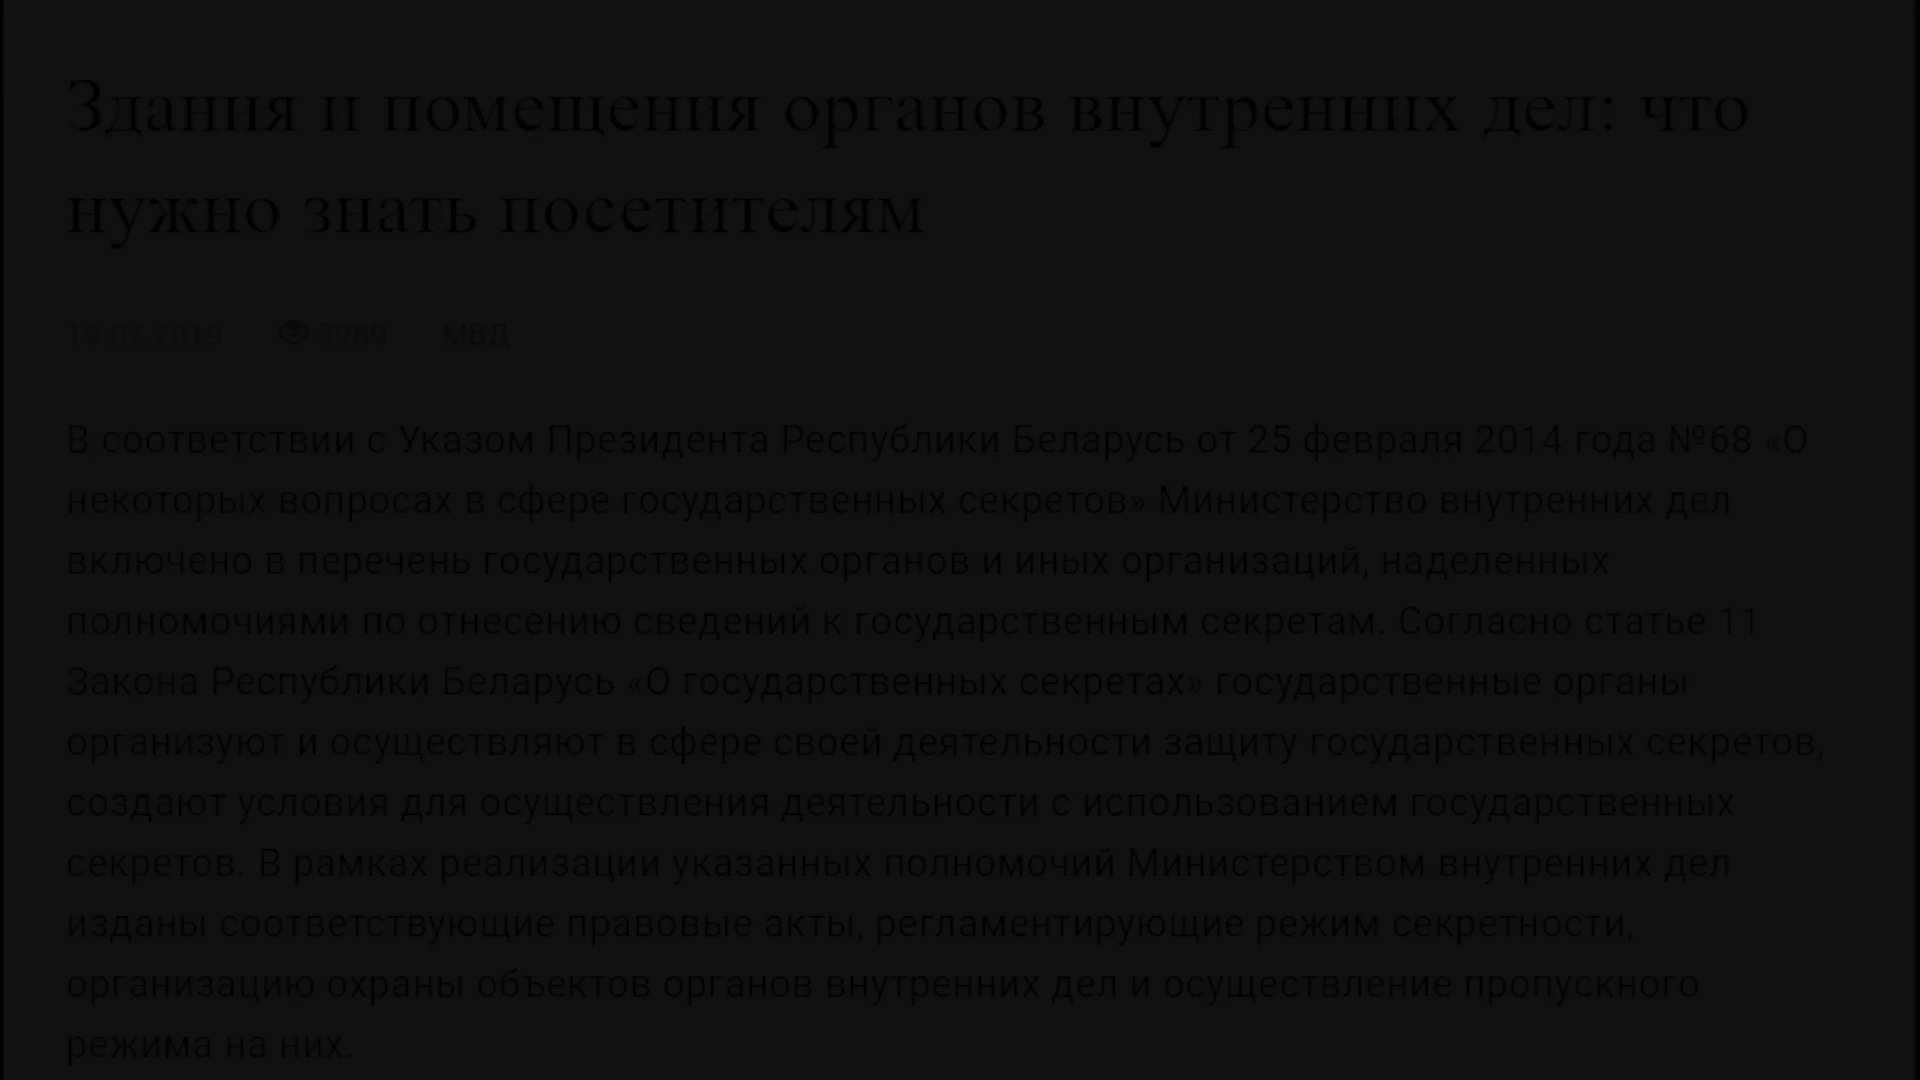 Здания и помещения органов внутренних дел: что
нужно знать посетителям
19.07.2019 3989 МВД
В соответствии с Указом Президента Республики Беларусь от 25 февраля 2014 года №68 «О
некоторых вопросах в сфере государственных секретов» Министерство внутренних дел
включено в перечень государственных органов и иных организаций, наделенных
полномочиями по отнесению сведений к государственным секретам. Согласно статье 11
Закона Республики Беларусь «О государственных секретах» государственные органы
организуют и осуществляют в сфере своей деятельности защиту государственных секретов,
создают условия для осуществления деятельности с использованием государственных
секретов. В рамках реализации указанных полномочий Министерством внутренних дел
изданы соответствующие правовые акты, регламентирующие режим секретности,
организацию охраны объектов органов внутренних дел и осуществление пропускного
режима на них.